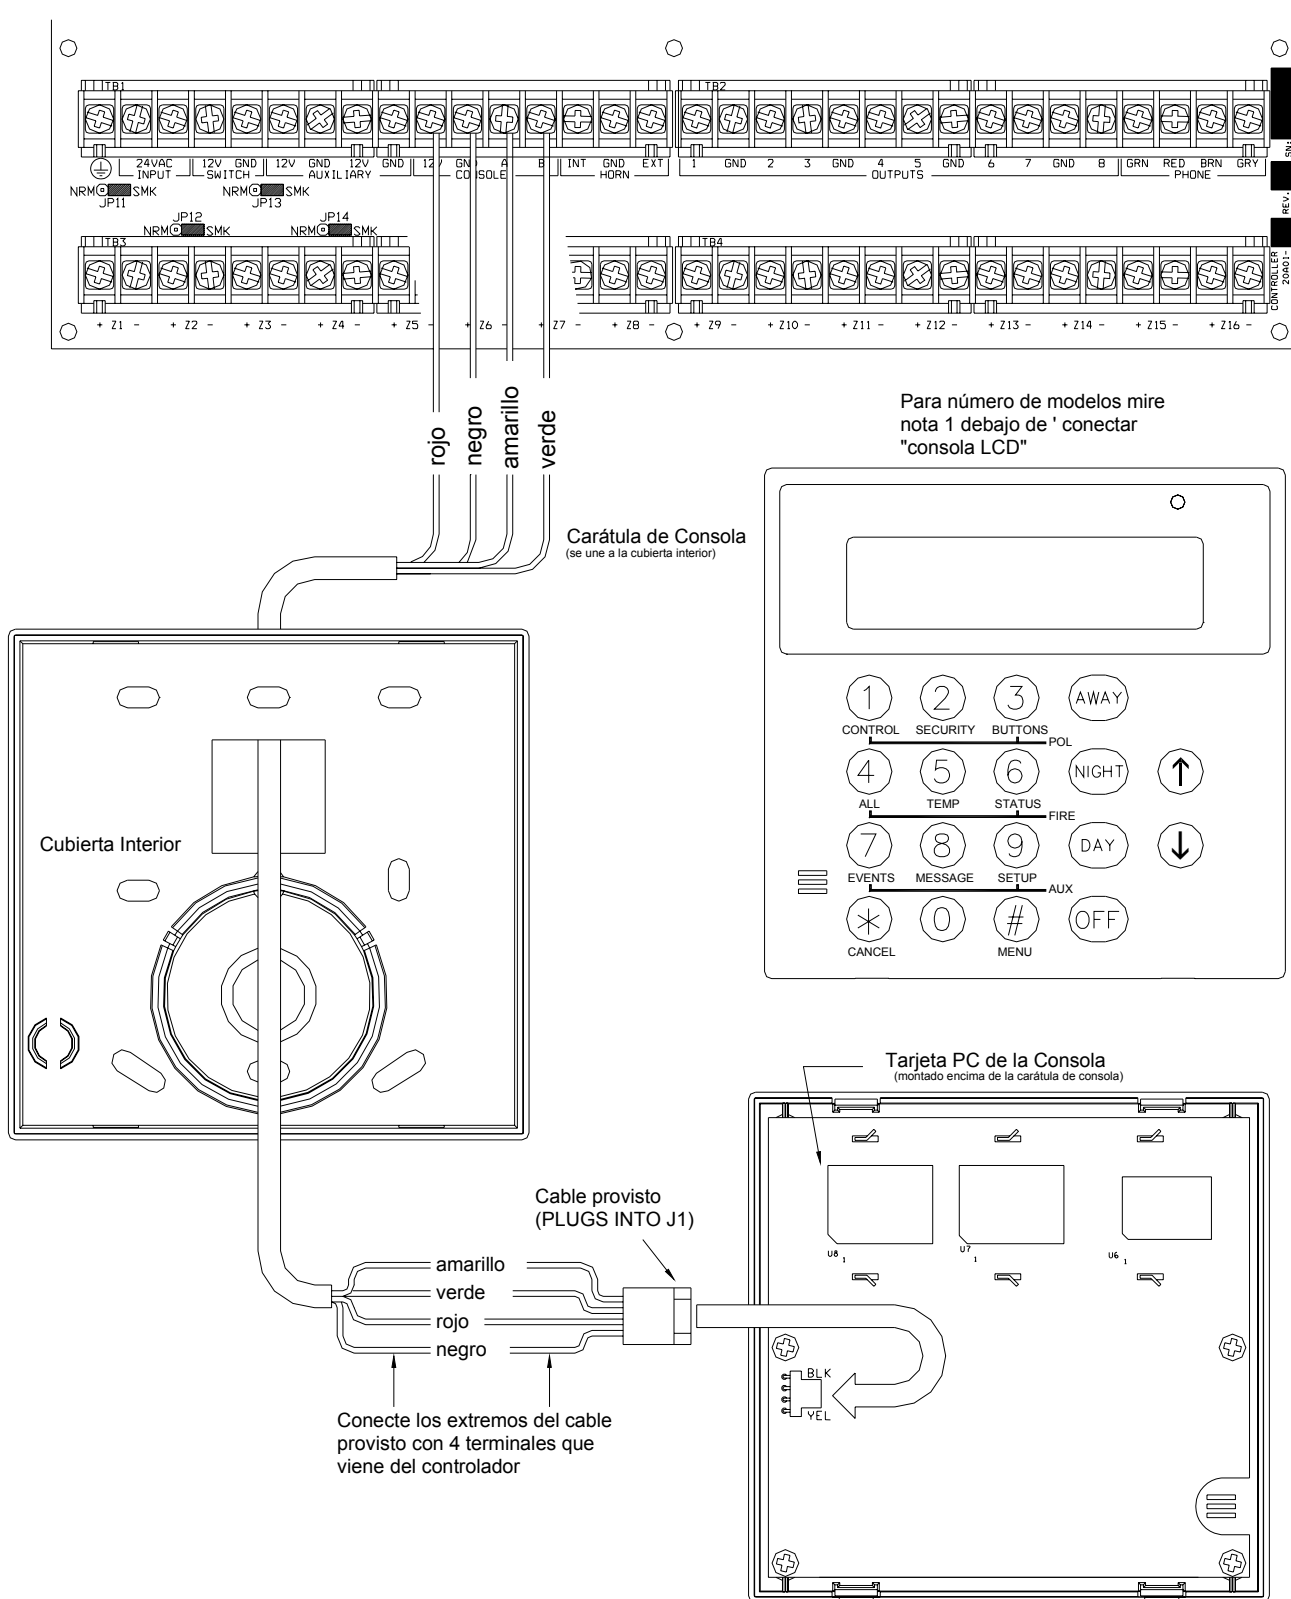 TB1
TB2
24VAC 12V GND 12V GND 12V GND 12V GND A B INT GND EXT 1 GND 2 3 GND 4 5 GND 6 7 GND 8 GRN RED BRN GRY
INPUT SWITCH AUXILIARY CONSOLE HORN OUTPUTS PHONE
NRM SMK NRM SMK
JP11 JP13
JP12 JP14
NRM SMK NRM SMK
TB3 TB4
+ Z1 - + Z2 - + Z3 - + Z4 - + Z5 - + Z6 - + Z7 - + Z8 - + Z9 - + Z10 - + Z11 - + Z12 - + Z13 - + Z14 - + Z15 - + Z16 -
SN:
REV.
CONTROLLER
20A01-
rojo
negro
amarillo
verde
Para número de modelos mire
nota 1 debajo de ' conectar
"consola LCD"
Carátula de Consola
(se une a la cubierta interior)
1 2 3 AWAY
CONTROL SECURITY BUTTONS
POL
4 5 6 NIGHT ↑
ALL TEMP STATUS
FIRE
7 8 9 DAY ↓
EVENTS MESSAGE SETUP
AUX
* 0 # OFF
CANCEL MENU
Cubierta Interior
Tarjeta PC de la Consola
(montado encima de la carátula de consola)
U8 1
U7 1
U6 1
Cable provisto
(PLUGS INTO J1)
amarillo
verde
rojo
negro
BLK
YEL
Conecte los extremos del cable
provisto con 4 terminales que
viene del controlador